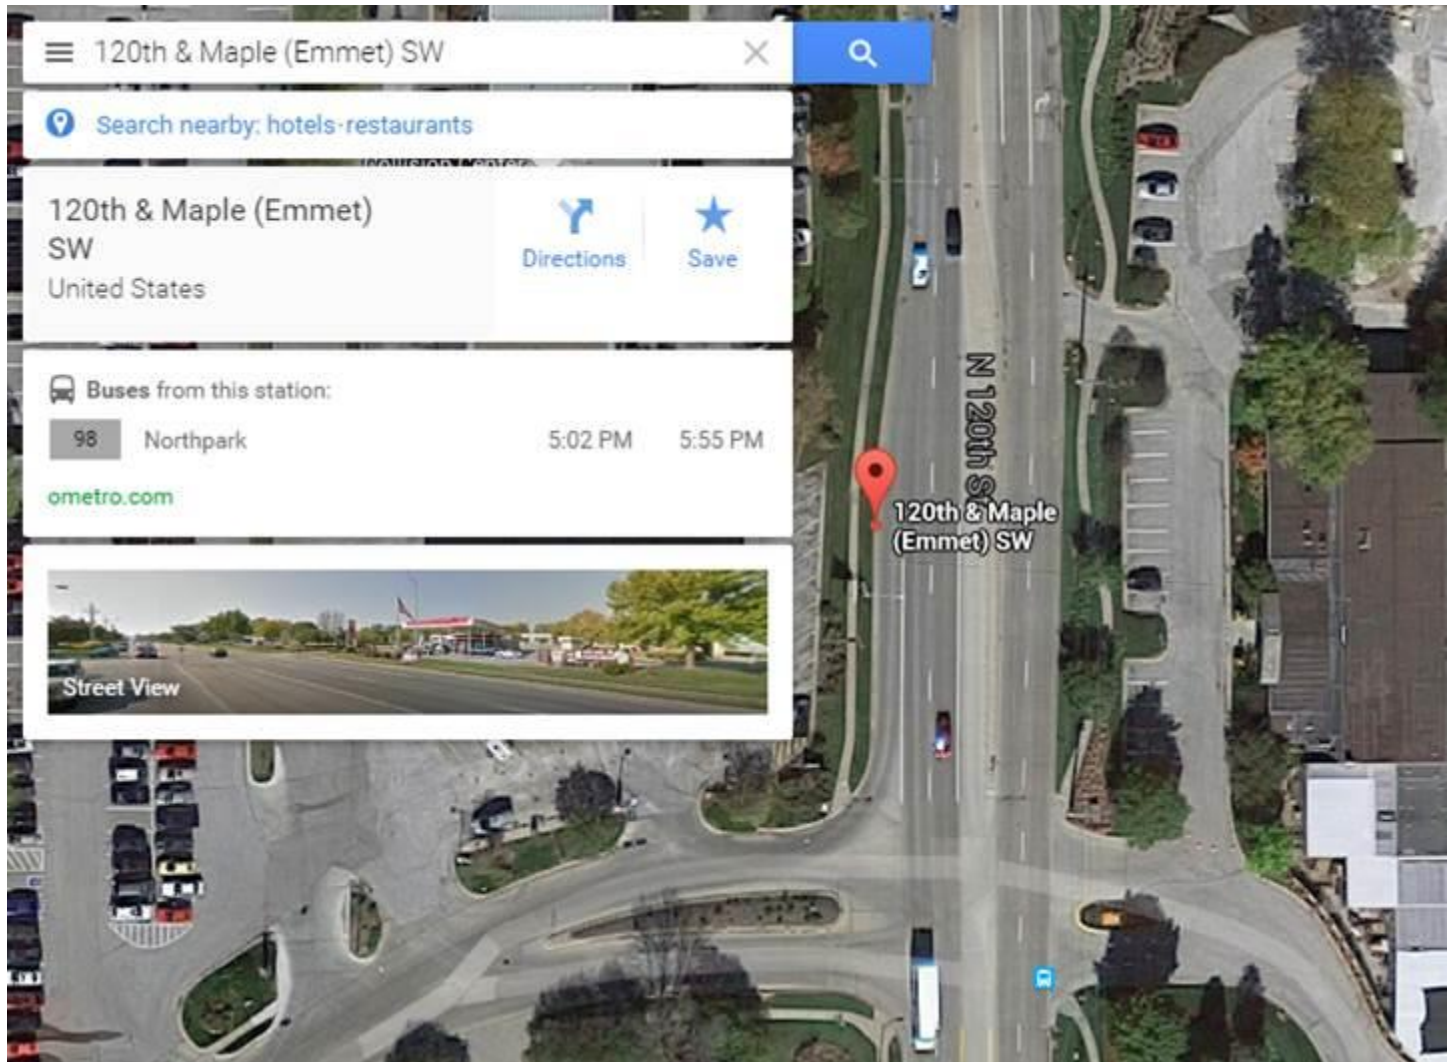 120th & Maple (Emmet) SW
Search nearby: hotels-restaurants
Collision Center
120th & Maple (Emmet)
SW
United States
Directions
Save
Buses from this station:
98 Northpark 5:02 PM 5:55 PM
ometro.com
Street View
N 120th St
120th & Maple
(Emmet) SW